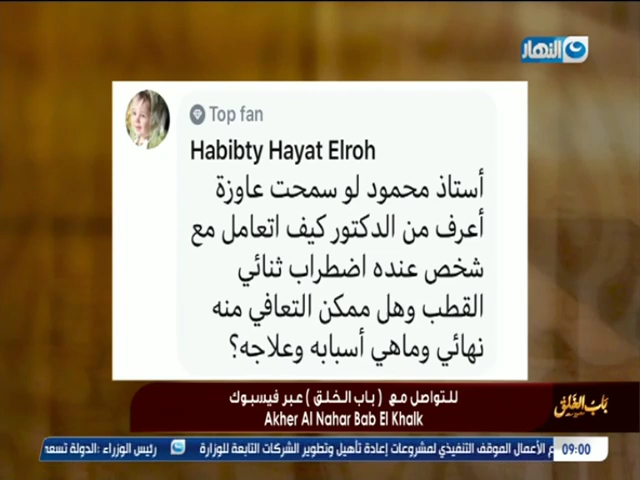 النهار
Top fan
Habibty Hayat Elroh
أستاذ محمود لو سمحت عاوزة
أعرف من الدكتور كيف اتعامل مع
شخص عنده اضطراب ثنائي
القطب وهل ممكن التعافي منه
نهائي وماهي أسبابه وعلاجه؟
للتواصل مع ( باب الخلق ) عبر فيسبوك
Akher Al Nahar Bab El Khalk
باب الخلق
09:00 ع الأعمال الموقف التنفيذي لمشروعات إعادة تأهيل وتطوير الشركات التابعة للوزارة رئيس الوزراء: الدولة تسعد